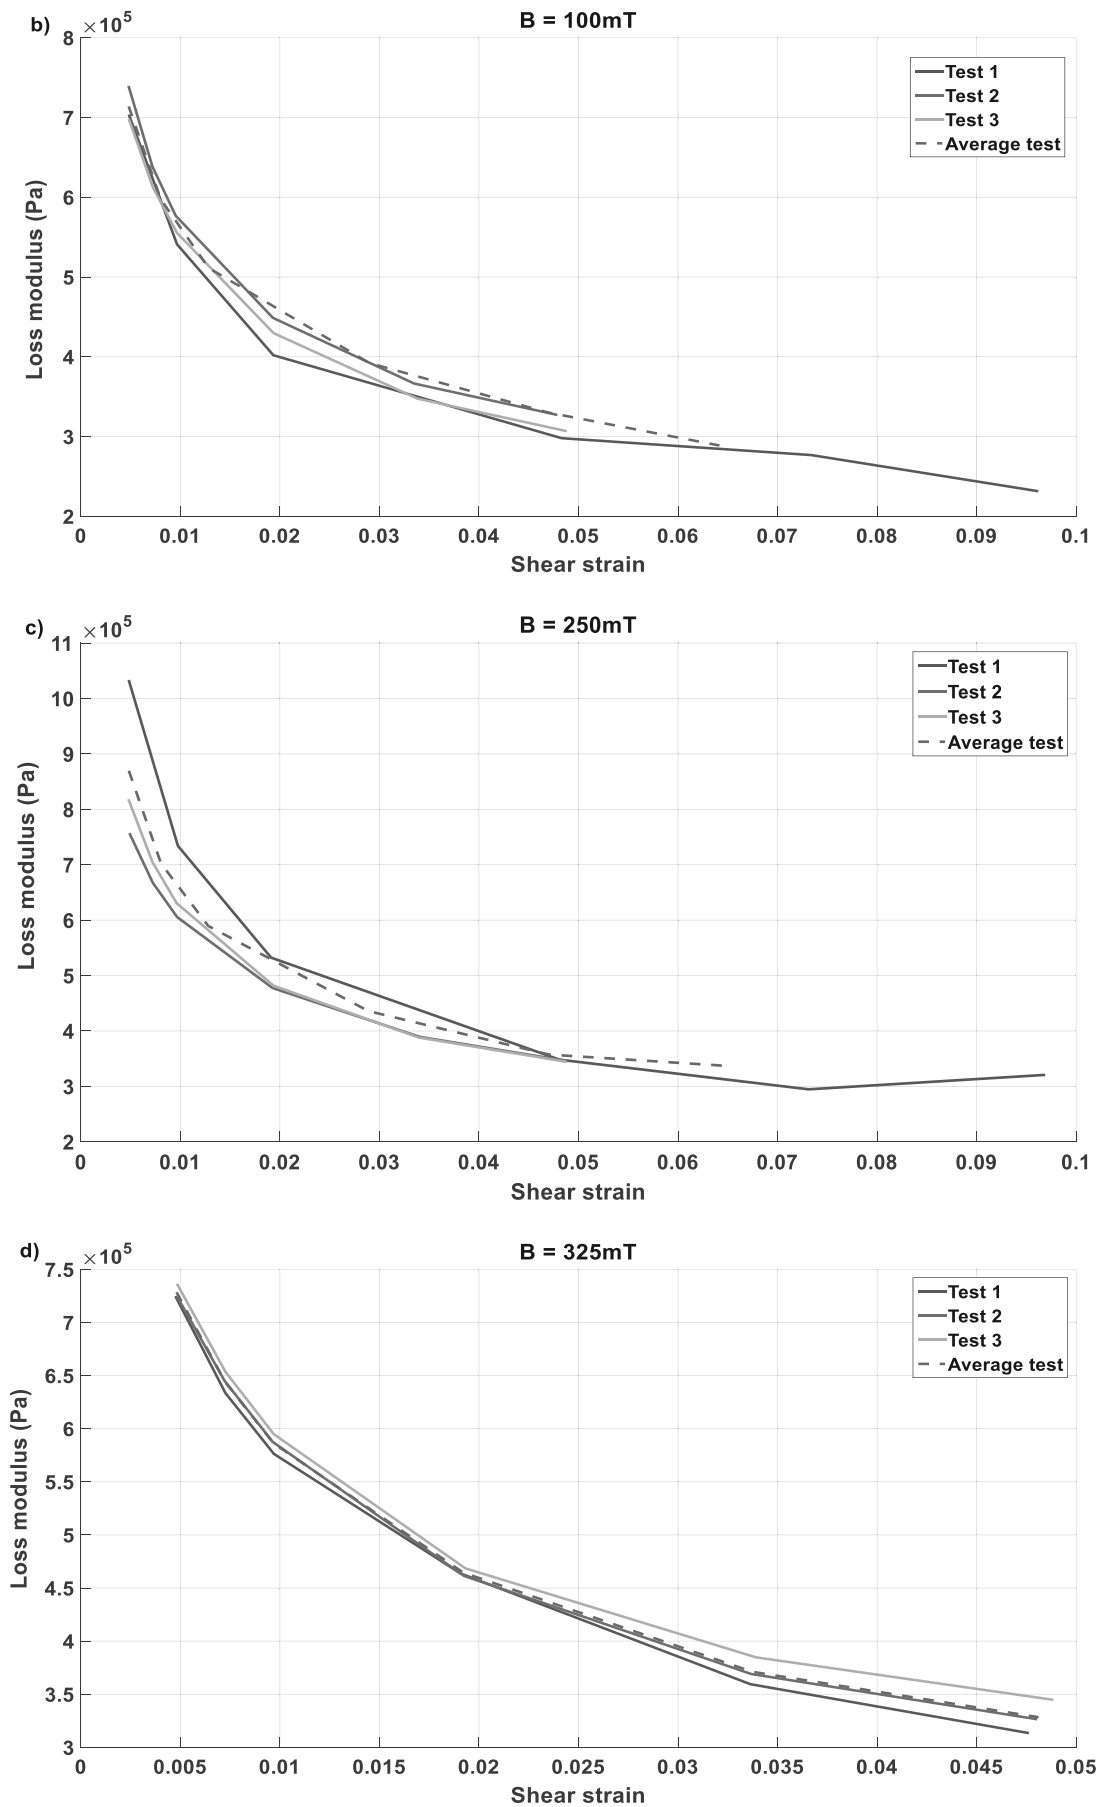 b)
×10⁵
B = 100mT
8
7
6
5
4
3
2
Loss modulus (Pa)
Test 1
Test 2
Test 3
Average test
0 0.01 0.02 0.03 0.04 0.05 0.06 0.07 0.08 0.09 0.1
Shear strain
c)
×10⁵
B = 250mT
11
10
9
8
7
6
5
4
3
2
Loss modulus (Pa)
Test 1
Test 2
Test 3
Average test
0 0.01 0.02 0.03 0.04 0.05 0.06 0.07 0.08 0.09 0.1
Shear strain
d)
×10⁵
B = 325mT
7.5
7
6.5
6
5.5
5
4.5
4
3.5
3
Loss modulus (Pa)
Test 1
Test 2
Test 3
Average test
0 0.005 0.01 0.015 0.02 0.025 0.03 0.035 0.04 0.045 0.05
Shear strain